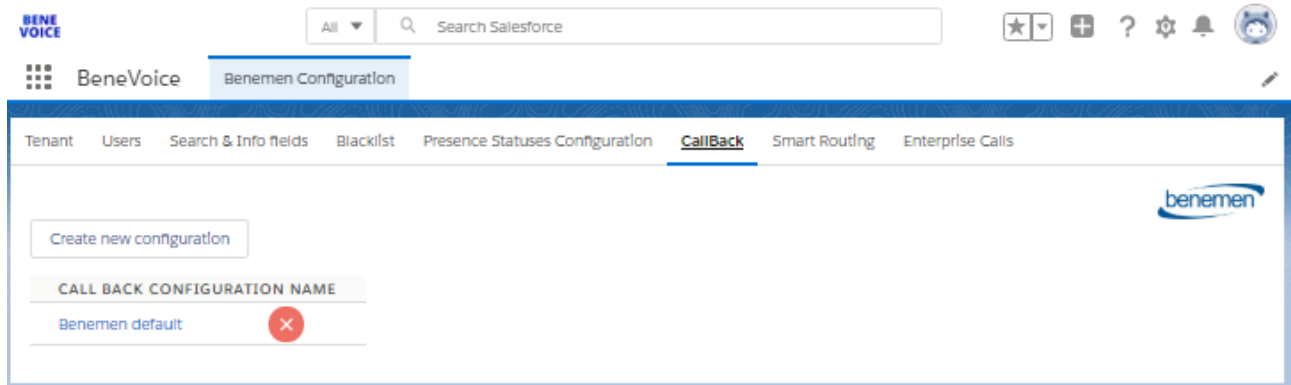 BENE
VOICE
All
Search Salesforce
BeneVoice
Benemen Configuration
Tenant Users Search & Info fields Blacklist Presence Statuses Configuration CallBack Smart Routing Enterprise Calls
benemen
Create new configuration
CALL BACK CONFIGURATION NAME
Benemen default